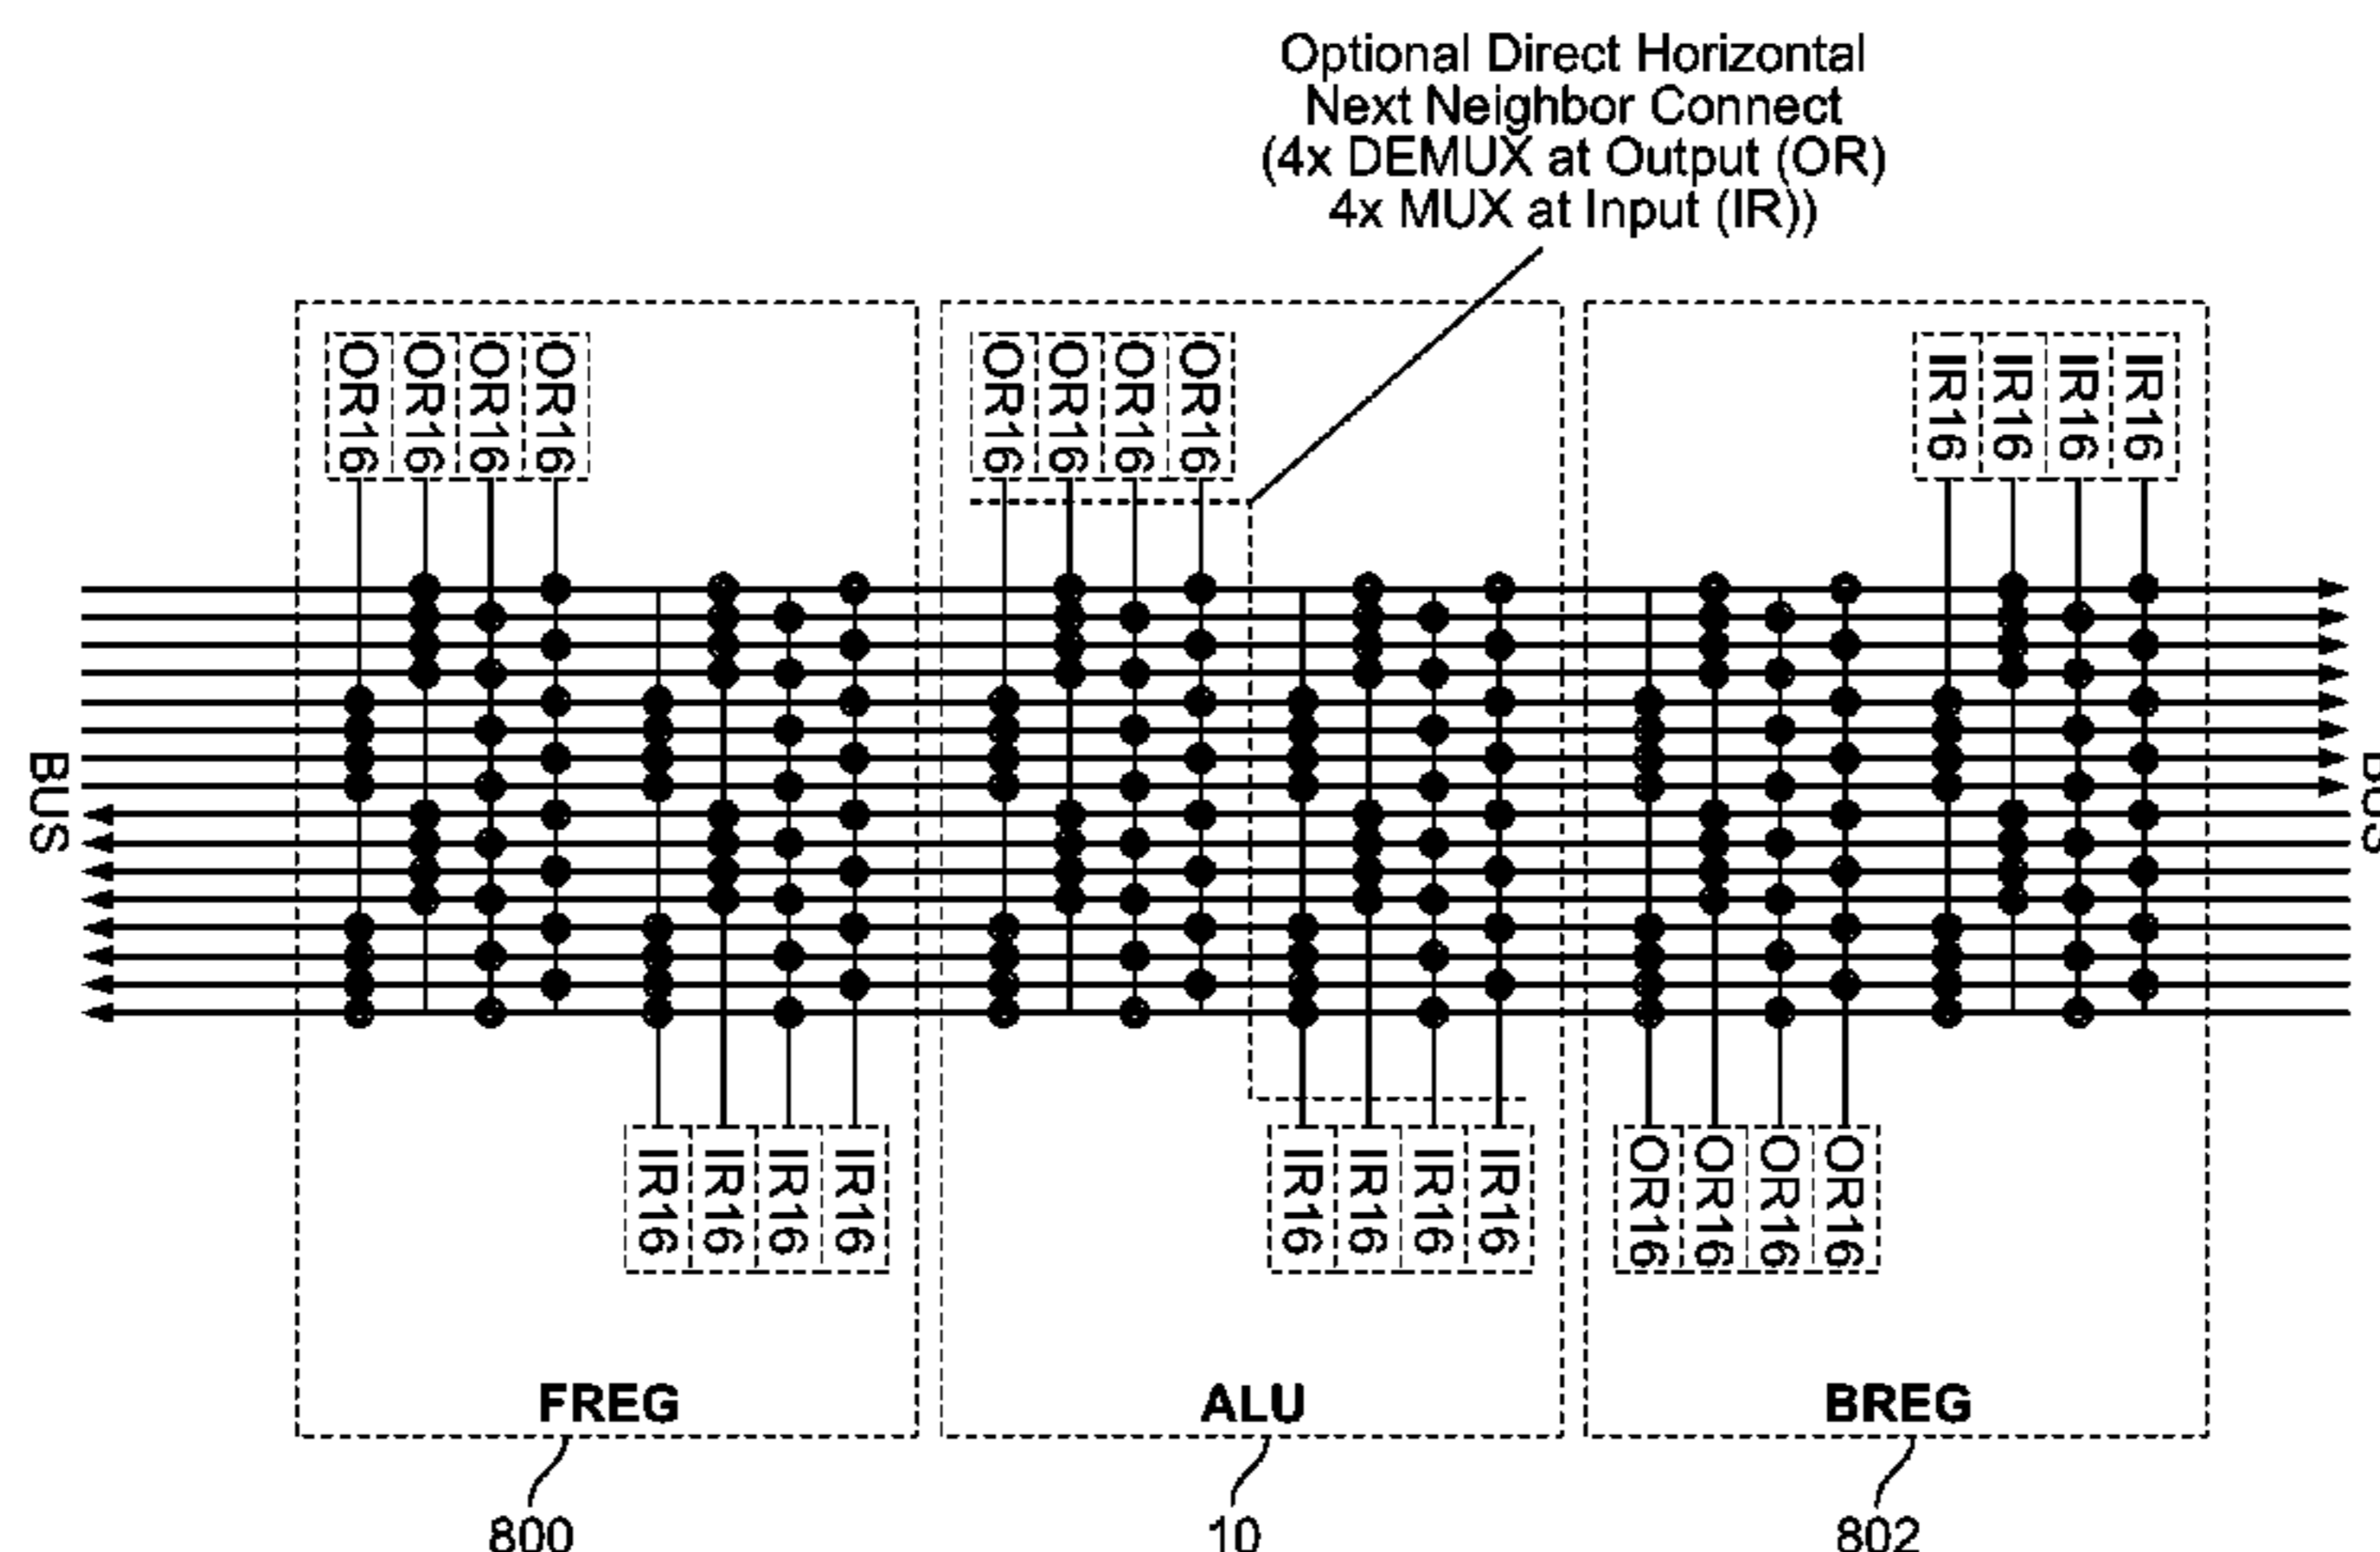 Optional Direct Horizontal
Next Neighbor Connect
(4x DEMUX at Output (OR)
4x MUX at Input (IR))
OR16 OR16 OR16 OR16
OR16 OR16 OR16 OR16
IR16 IR16 IR16 IR16
BUS
BUS
IR16 IR16 IR16 IR16
IR16 IR16 IR16 IR16
OR16 OR16 OR16 OR16
FREG
ALU
BREG
800
10
802